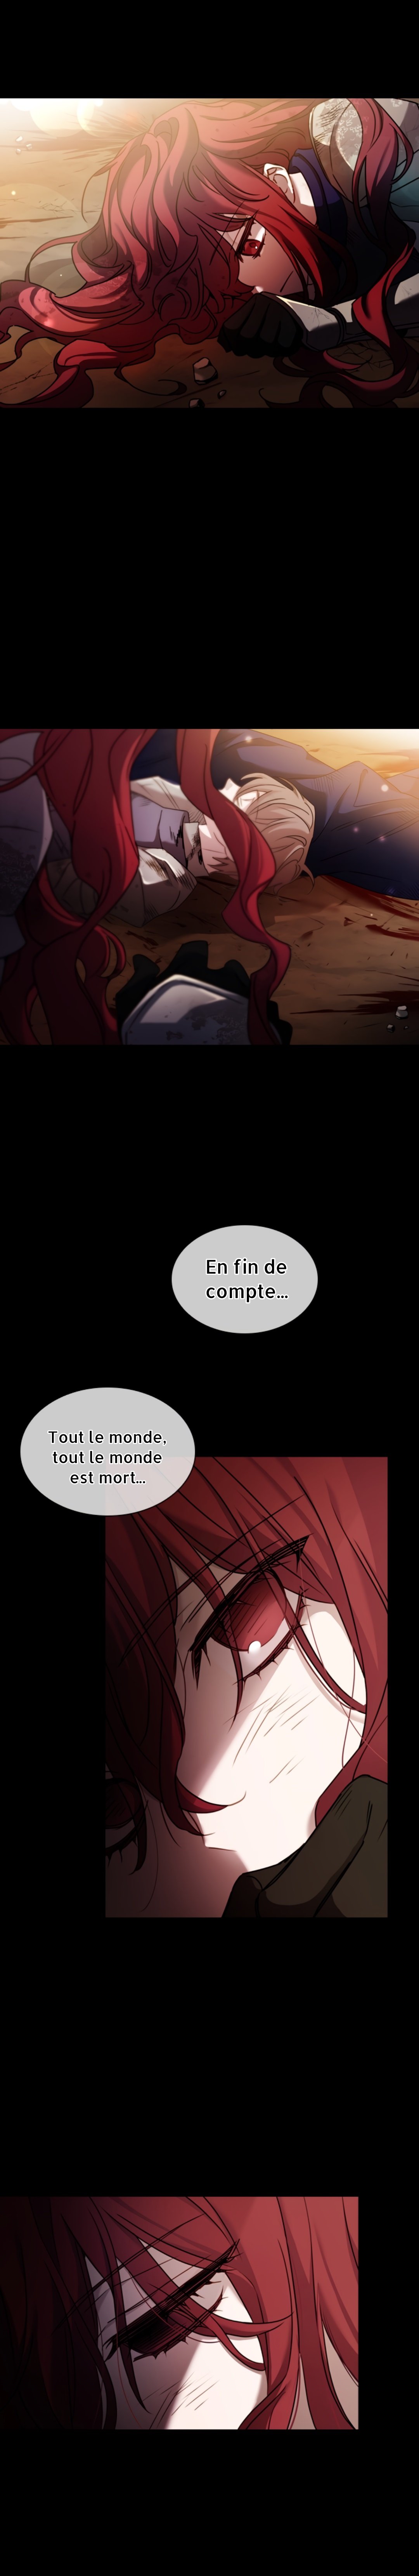 En fin de
compte...
Tout le monde,
tout le monde
est mort...